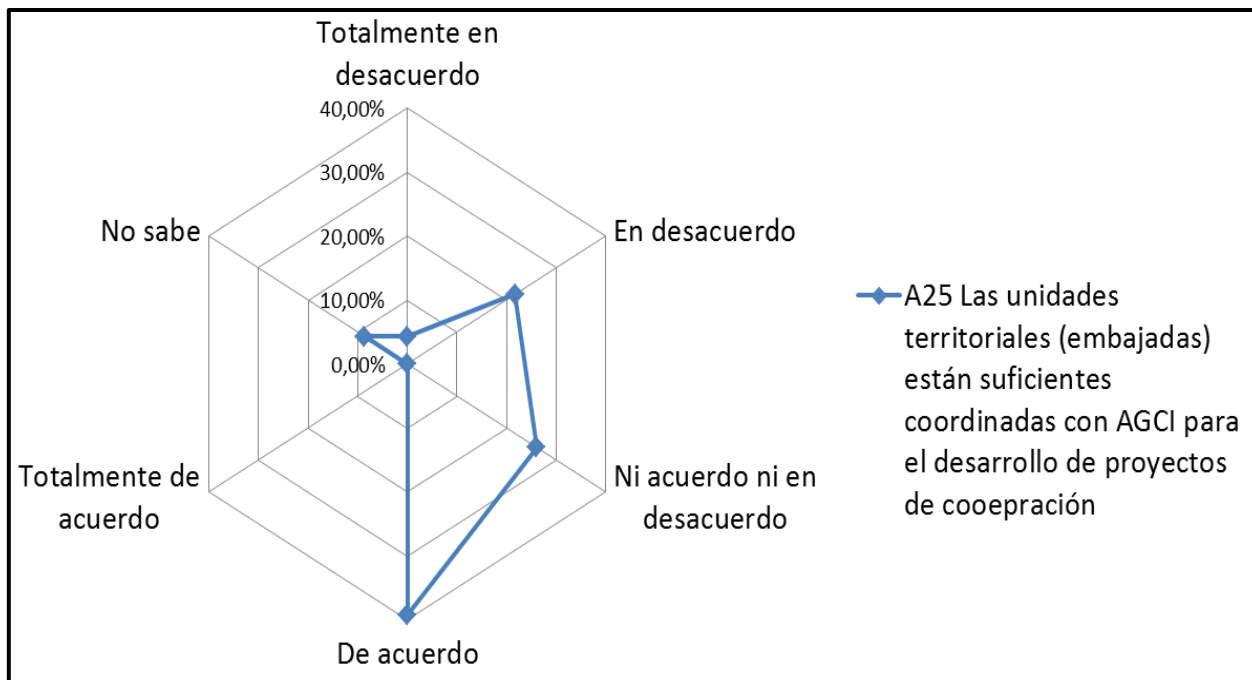 Totalmente en
desacuerdo
40,00%
30,00%
20,00%
10,00%
0,00%
No sabe
En desacuerdo
Totalmente de
acuerdo
Ni acuerdo ni en
desacuerdo
De acuerdo
A25 Las unidades
territoriales (embajadas)
están suficientes
coordinadas con AGCI para
el desarrollo de proyectos
de cooepración